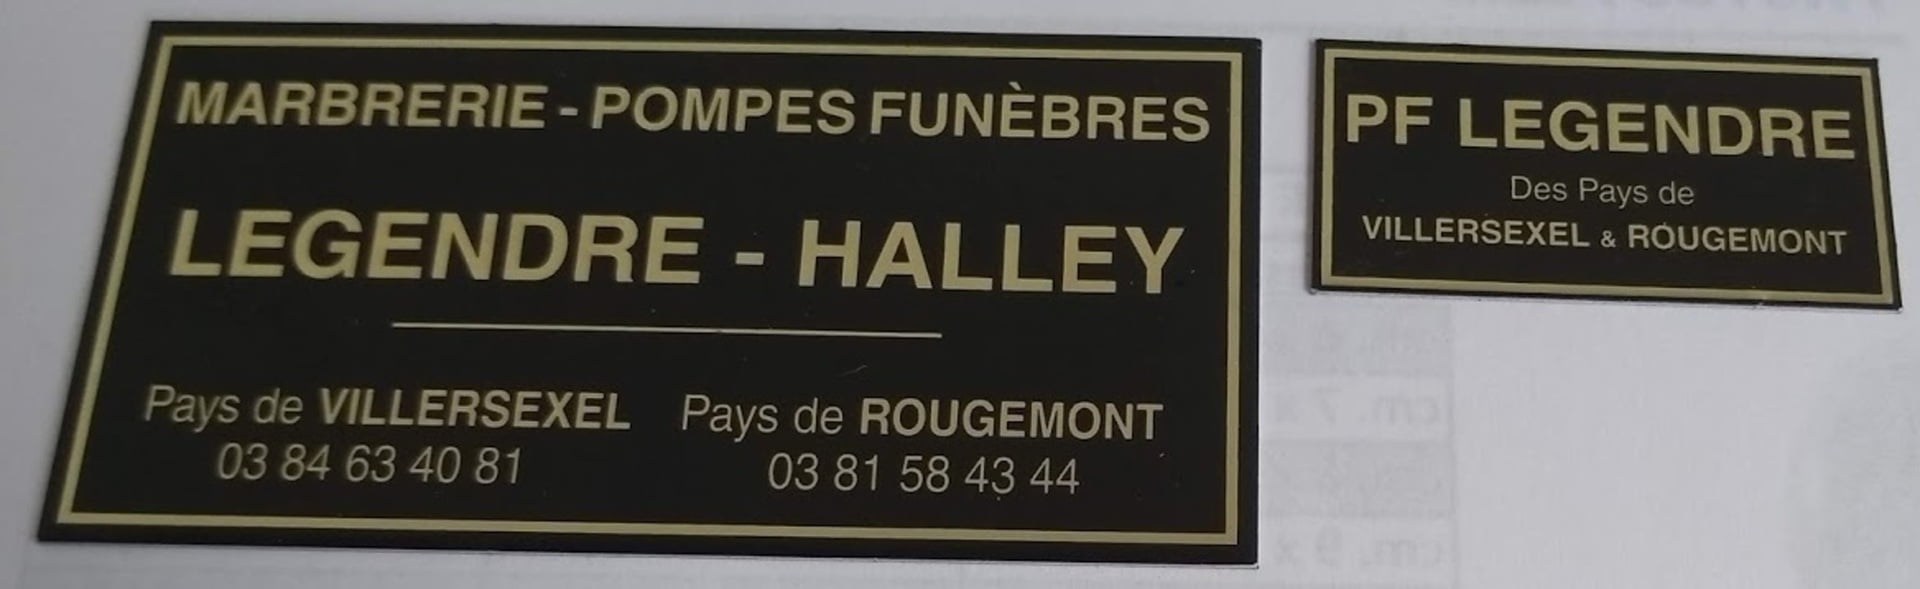 MARBRERIE - POMPES FUNÈBRES
LEGENDRE - HALLEY
Pays de VILLERSEXEL
03 84 63 40 81
Pays de ROUGEMONT
03 81 58 43 44
PF LEGENDRE
Des Pays de
VILLERSEXEL & ROUGEMONT